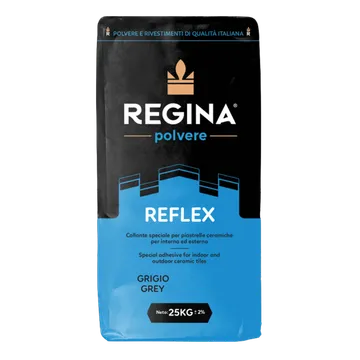 POLVERE E RIVESTIMENTI DI QUALITÀ ITALIANA
REGINA®
polvere
REFLEX
Collante speciale per piastrelle ceramiche
per interno ed esterno
Special adhesive for indoor and
outdoor ceramic tiles
GRIGIO
GREY
Neto: 25KG ± 2%